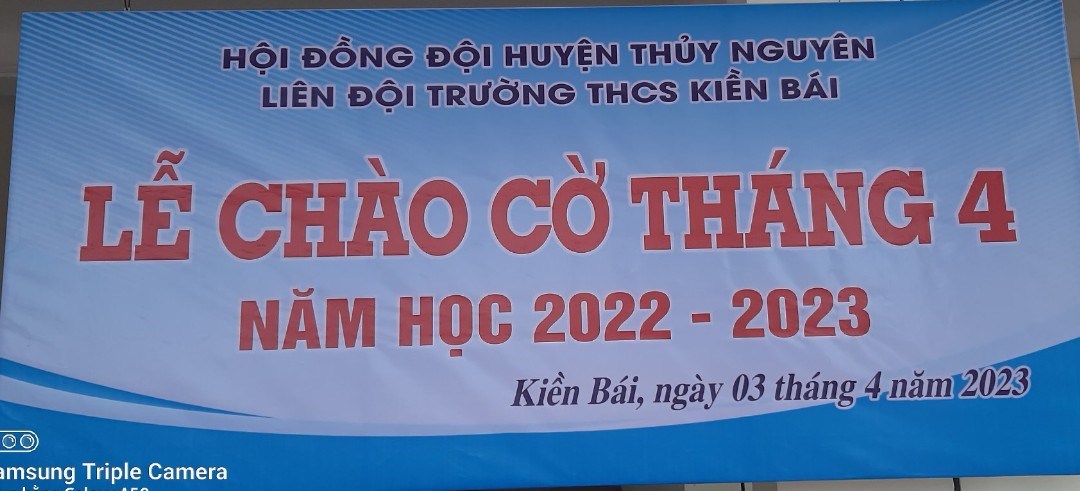 HỘI ĐỒNG ĐỘI HUYỆN THỦY NGUYÊN
LIÊN ĐỘI TRƯỜNG THCS KIỀN BÁI
LỄ CHÀO CỜ THÁNG 4
NĂM HỌC 2022 - 2023
Kiền Bái, ngày 03 tháng 4 năm 2023
amsung Triple Camera